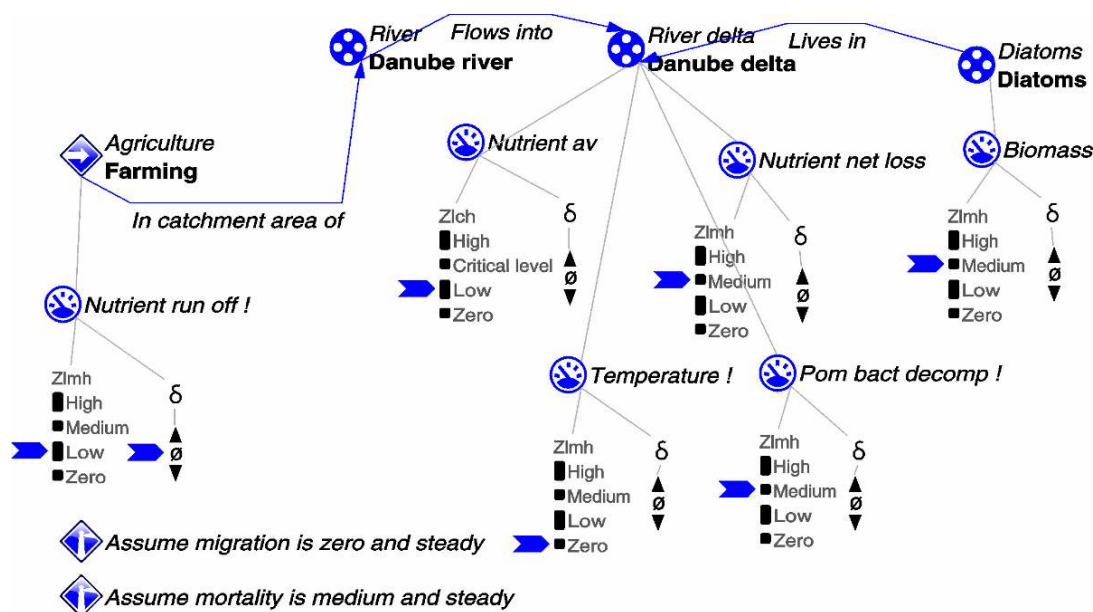 River
Danube river
Flows into
River delta
Danube delta
Lives in
Diatoms
Diatoms
Agriculture
Farming
In catchment area of
Nutrient av
Nutrient net loss
Biomass
Zlch
δ
High
Critical level
Low
Zero
ø
Zlmh
δ
High
Medium
Low
Zero
ø
Zlmh
δ
High
Medium
Low
Zero
ø
Nutrient run off !
Zlmh
δ
High
Medium
Low
Zero
ø
Temperature !
Zlmh
δ
High
Medium
Low
Zero
ø
Pom bact decomp !
Zlmh
δ
High
Medium
Low
Zero
ø
Assume migration is zero and steady
Assume mortality is medium and steady